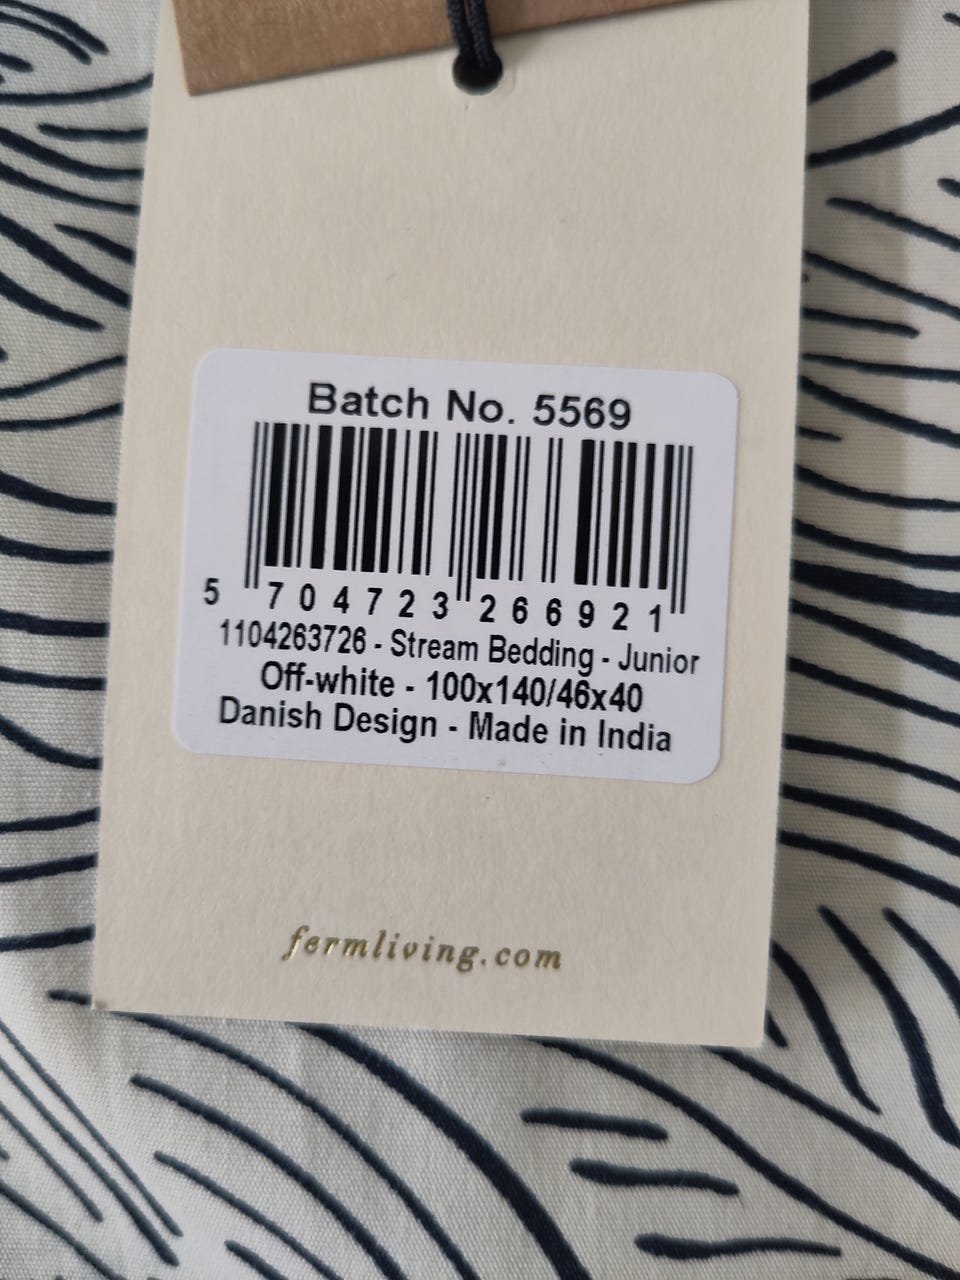 Batch No. 5569
5 704723 266921
1104263726 - Stream Bedding - Junior
Off-white - 100x140/46x40
Danish Design - Made in India
fermliving.com